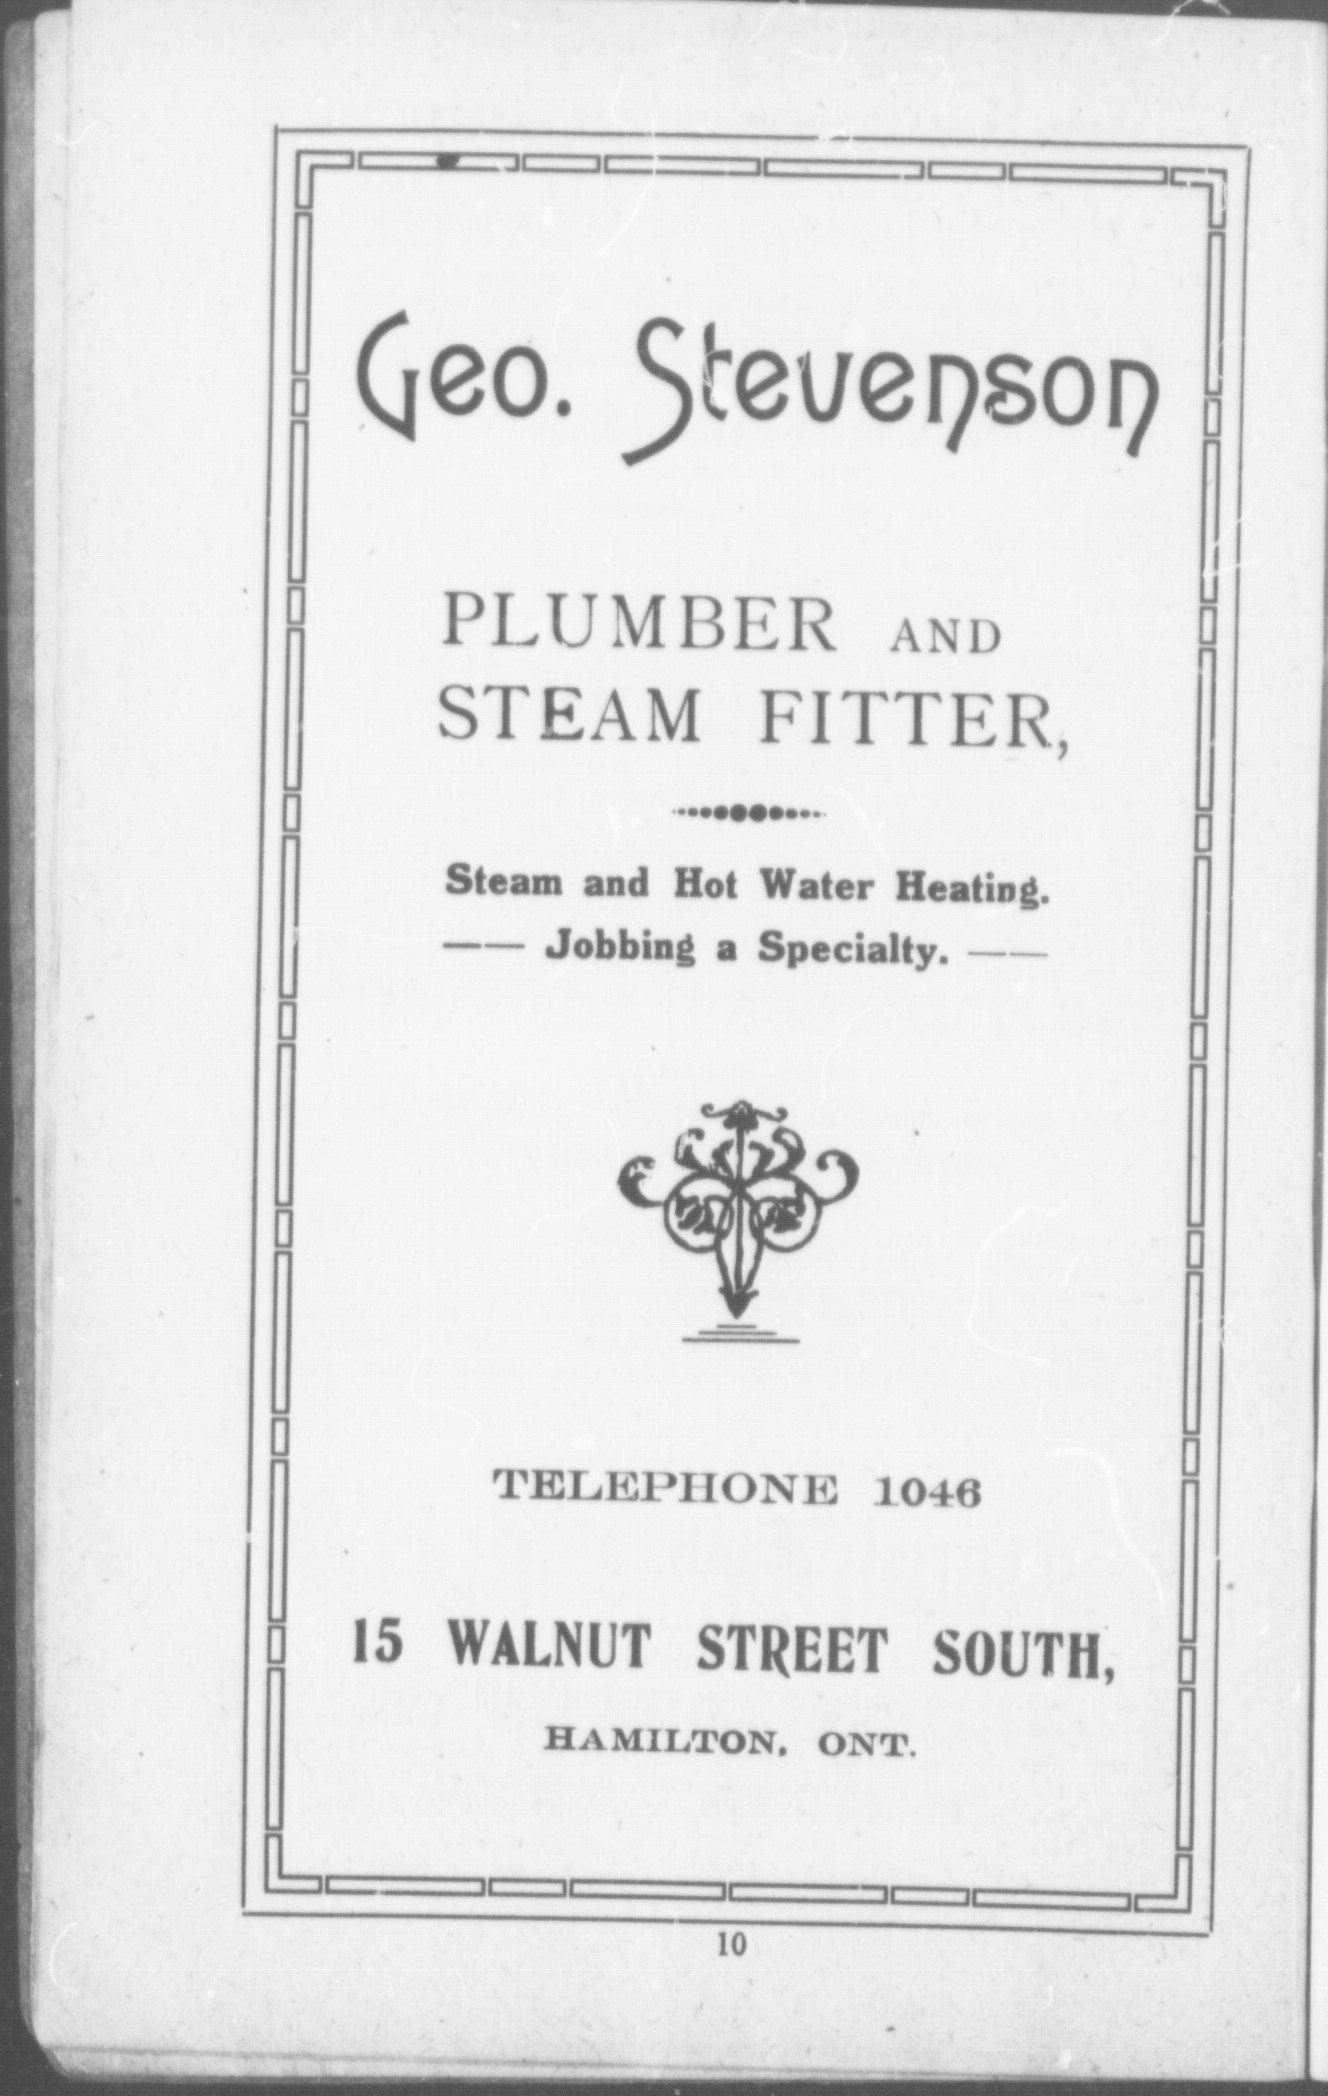 Geo. Stevenson
PLUMBER AND
STEAM FITTER,
Steam and Hot Water Heating.
—— Jobbing a Specialty. ——
TELEPHONE 1046
15 WALNUT STREET SOUTH,
HAMILTON, ONT.
10